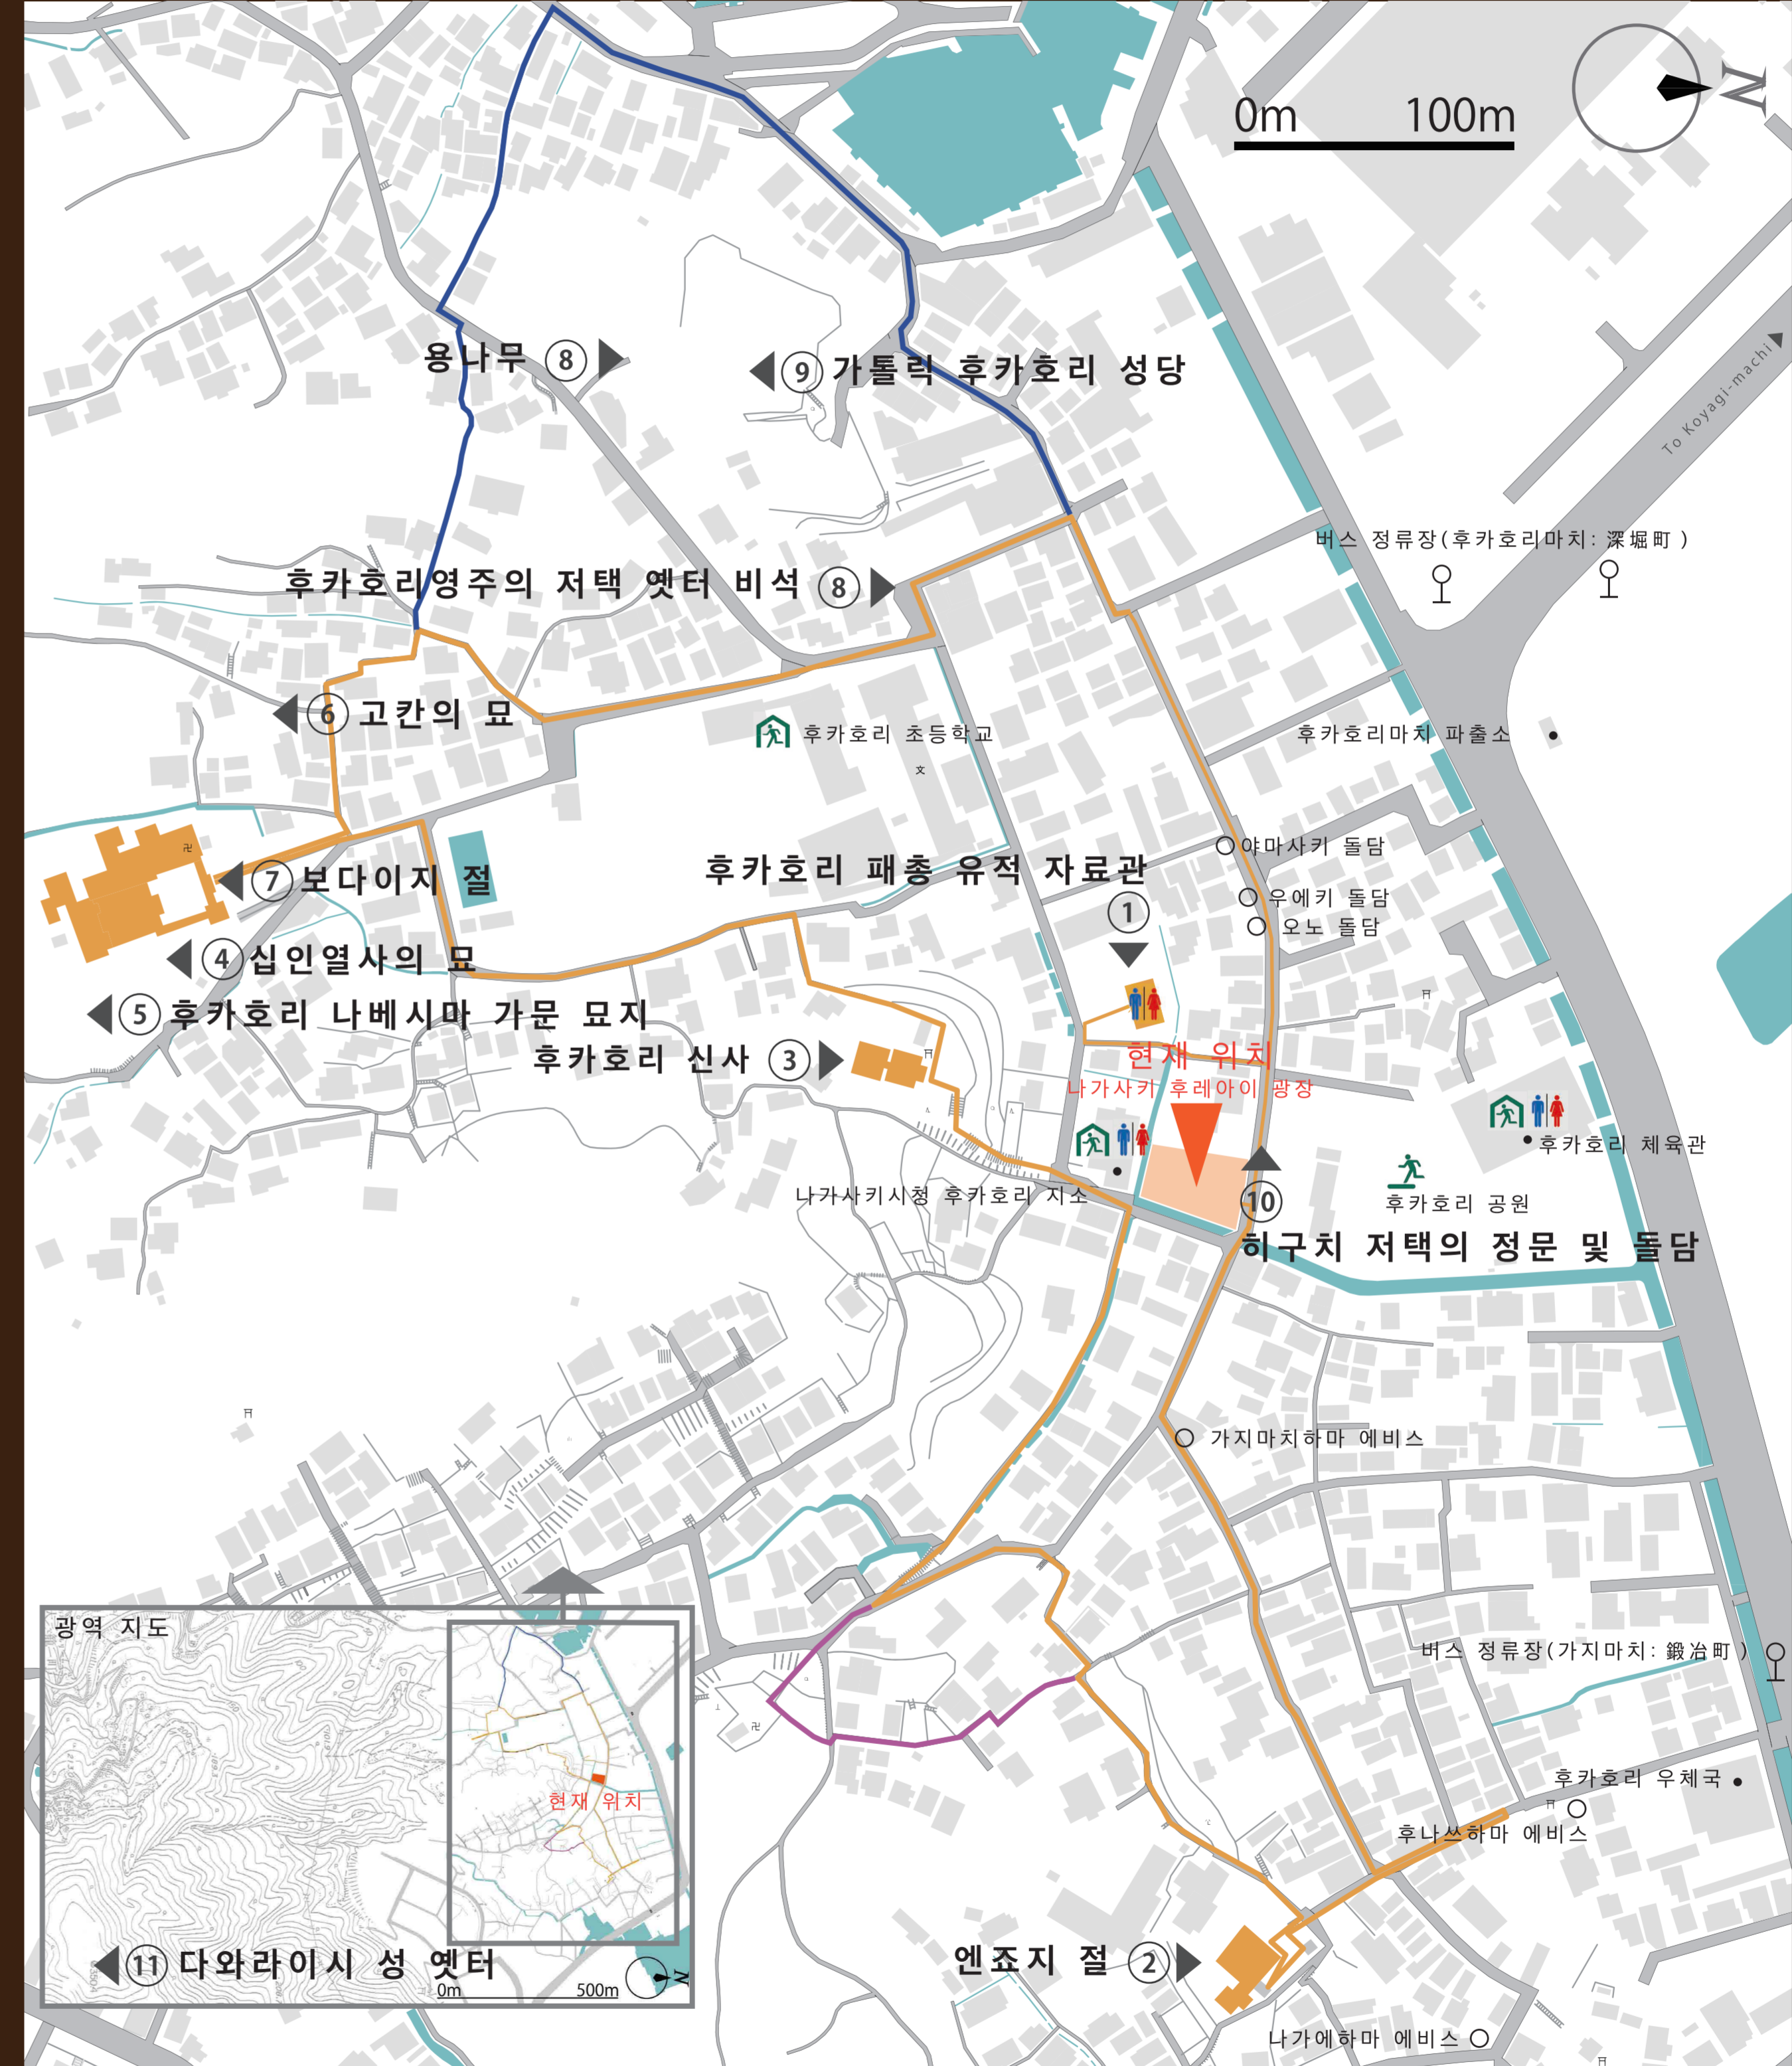 0m 100m
N
To Koyagi-machi
용나무 ⑧
⑨ 가톨릭 후카호리 성당
버스 정류장(후카호리마치: 深堀町 )
후카호리영주의 저택 옛터 비석 ⑧
⑥ 고칸의 묘
후카호리 초등학교
文
후카호리마치 파출소
야마사키 돌담
후카호리 패총 유적 자료관
①
⑦ 보다이지 절
우에키 돌담
오노 돌담
④ 십인열사의 묘
⑤ 후카호리 나베시마 가문 묘지
후카호리 신사 ③
현재 위치
나가사키 후레아이 광장
후카호리 체육관
나가사키시청 후카호리 지소
⑩
후카호리 공원
히구치 저택의 정문 및 돌담
가지마치하마 에비스
광역 지도
버스 정류장(가지마치: 鍛冶町 )
현재 위치
후카호리 우체국
후나쓰하마 에비스
⑪ 다와라이시 성 옛터
0m 500m
N
엔죠지 절 ②
나가에하마 에비스